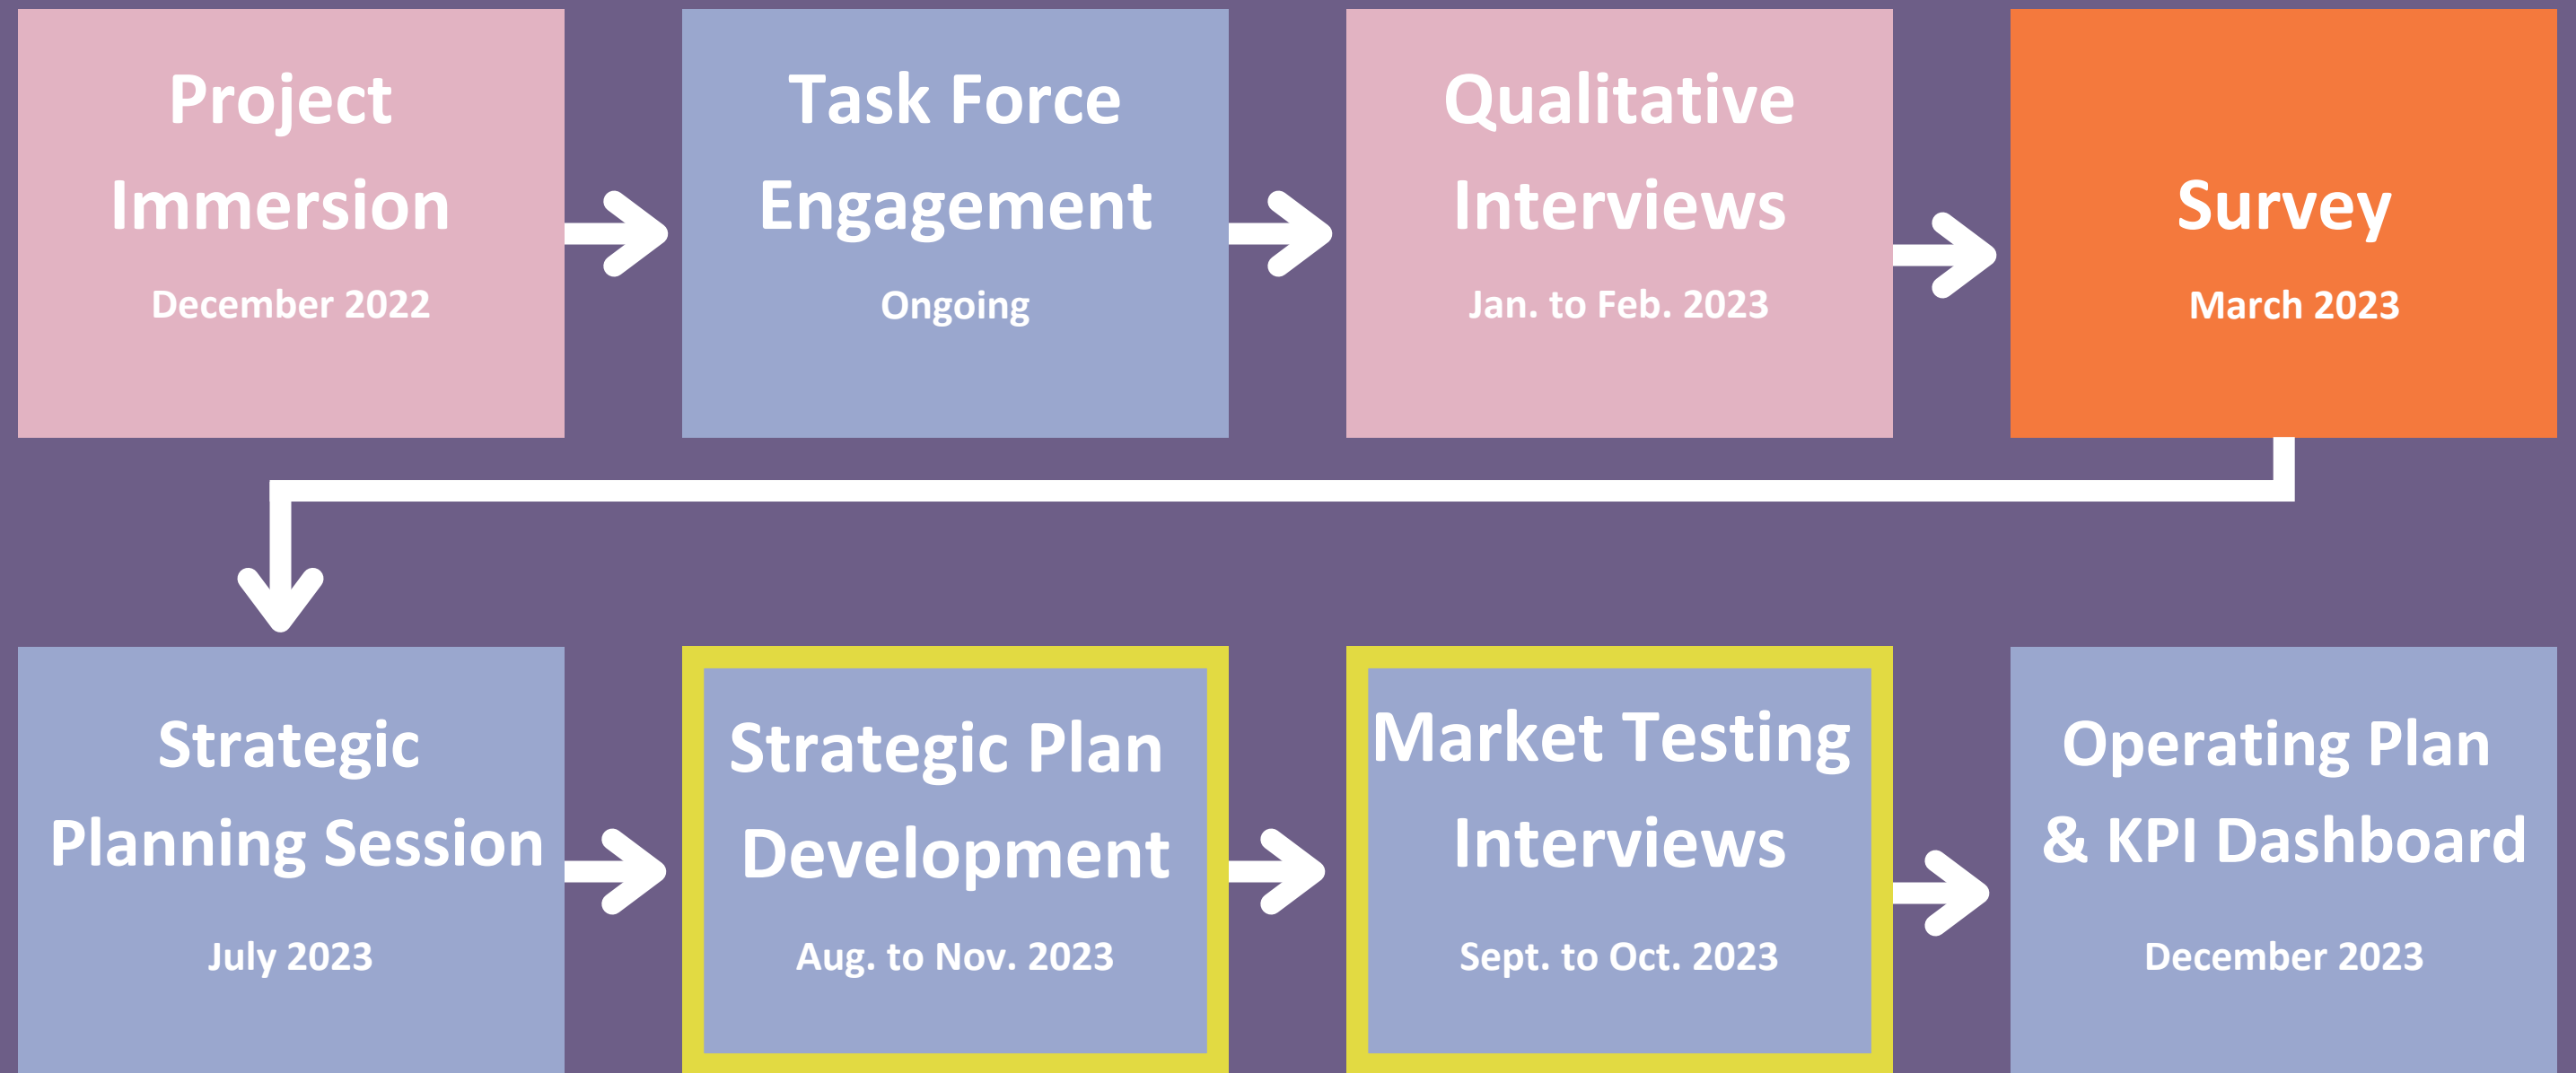 Project
Immersion
December 2022
Task Force
Engagement
Ongoing
Qualitative
Interviews
Jan. to Feb. 2023
Survey
March 2023
Strategic
Planning Session
July 2023
Strategic Plan
Development
Aug. to Nov. 2023
Market Testing
Interviews
Sept. to Oct. 2023
Operating Plan
& KPI Dashboard
December 2023